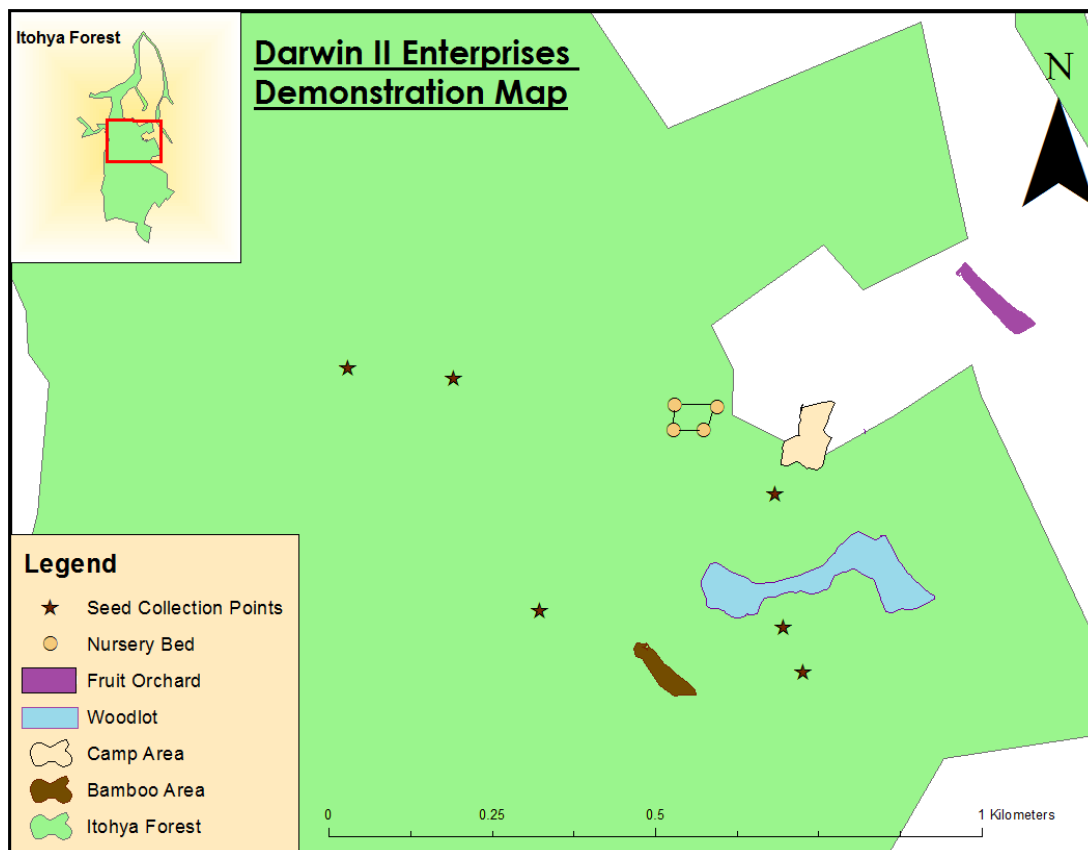 Itohya Forest
Darwin II Enterprises
Demonstration Map
N
Legend
Seed Collection Points
Nursery Bed
Fruit Orchard
Woodlot
Camp Area
Bamboo Area
Itohya Forest
0 0.25 0.5 1 Kilometers